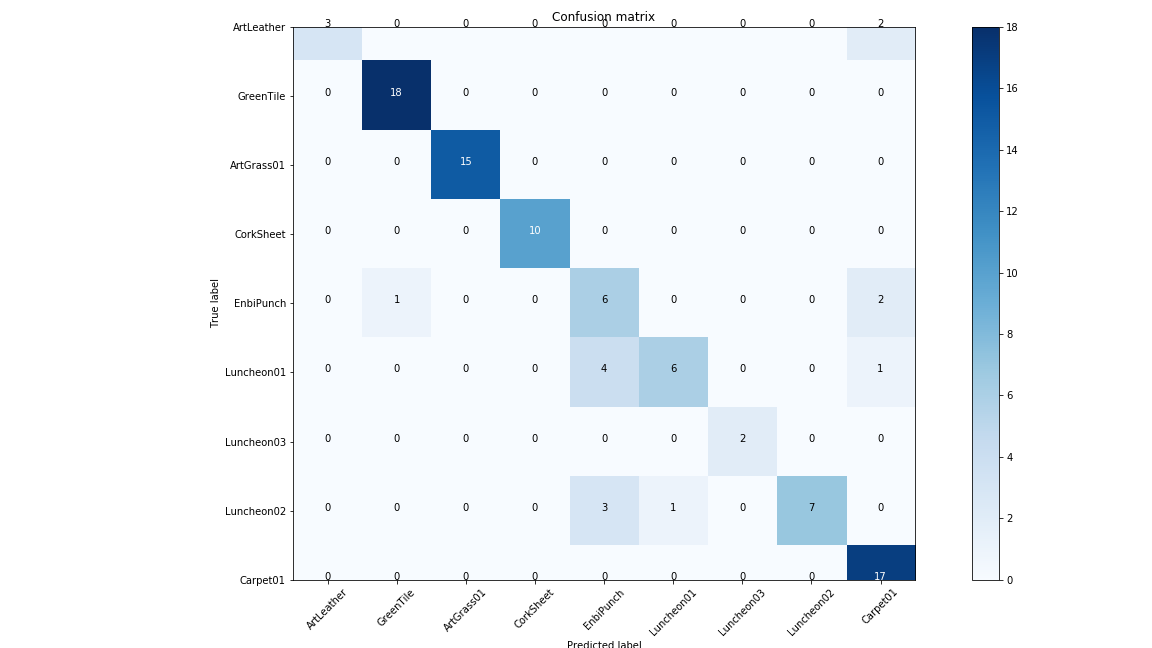 Confusion matrix
ArtLeather 3 0 0 0 0 0 0 0 2
GreenTile 0 18 0 0 0 0 0 0 0
ArtGrass01 0 0 15 0 0 0 0 0 0
CorkSheet 0 0 0 10 0 0 0 0 0
EnbiPunch 0 1 0 0 6 0 0 0 2
Luncheon01 0 0 0 0 4 6 0 0 1
Luncheon03 0 0 0 0 0 0 2 0 0
Luncheon02 0 0 0 0 3 1 0 7 0
Carpet01 0 0 0 0 0 0 0 0 17
True label
ArtLeather GreenTile ArtGrass01 CorkSheet EnbiPunch Luncheon01 Luncheon03 Luncheon02 Carpet01
Predicted label
18
16
14
12
10
8
6
4
2
0